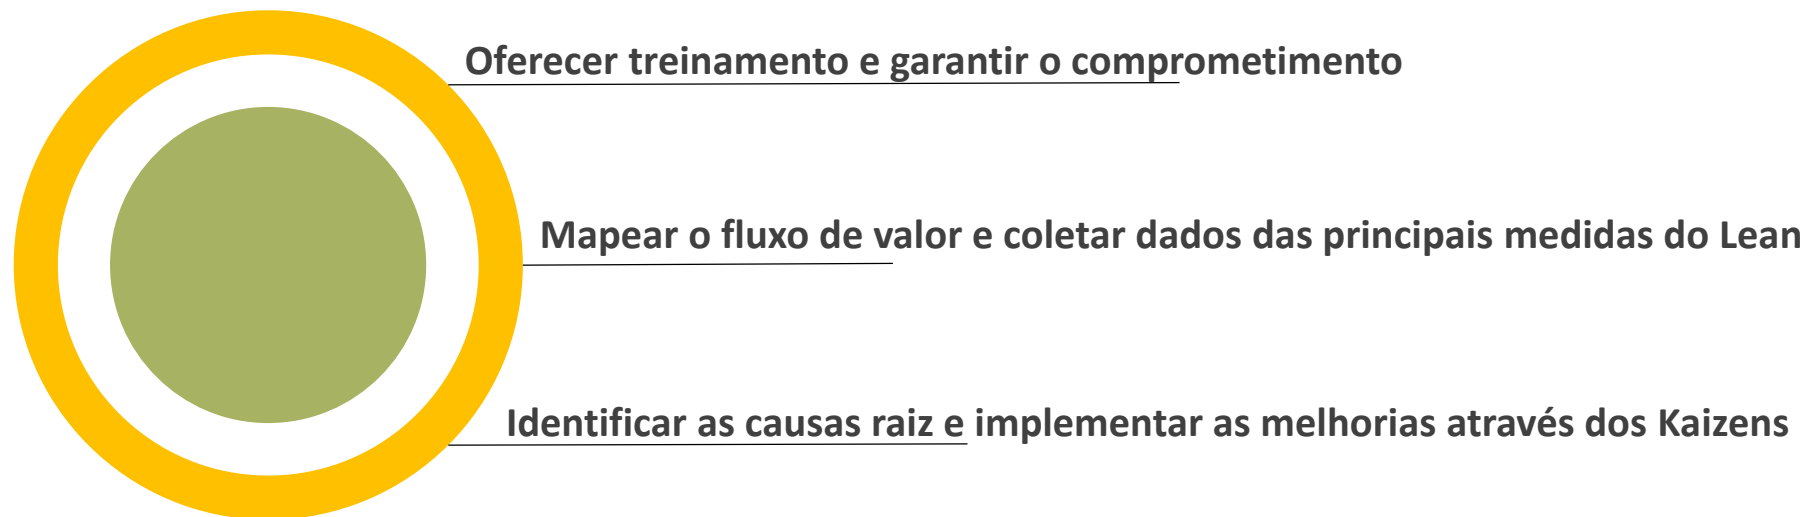 Oferecer treinamento e garantir o comprometimento
Mapear o fluxo de valor e coletar dados das principais medidas do Lean
Identificar as causas raiz e implementar as melhorias através dos Kaizens